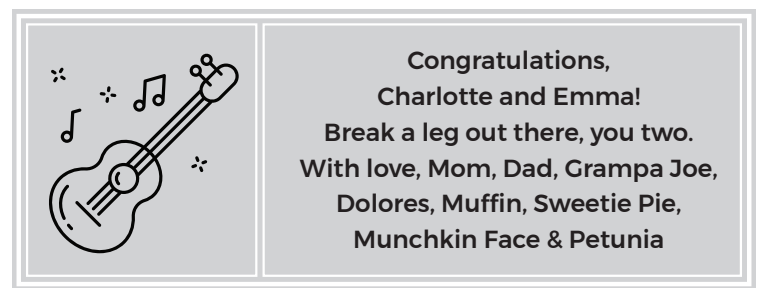 Congratulations,
Charlotte and Emma!
Break a leg out there, you two.
With love, Mom, Dad, Grampa Joe,
Dolores, Muffin, Sweetie Pie,
Munchkin Face & Petunia